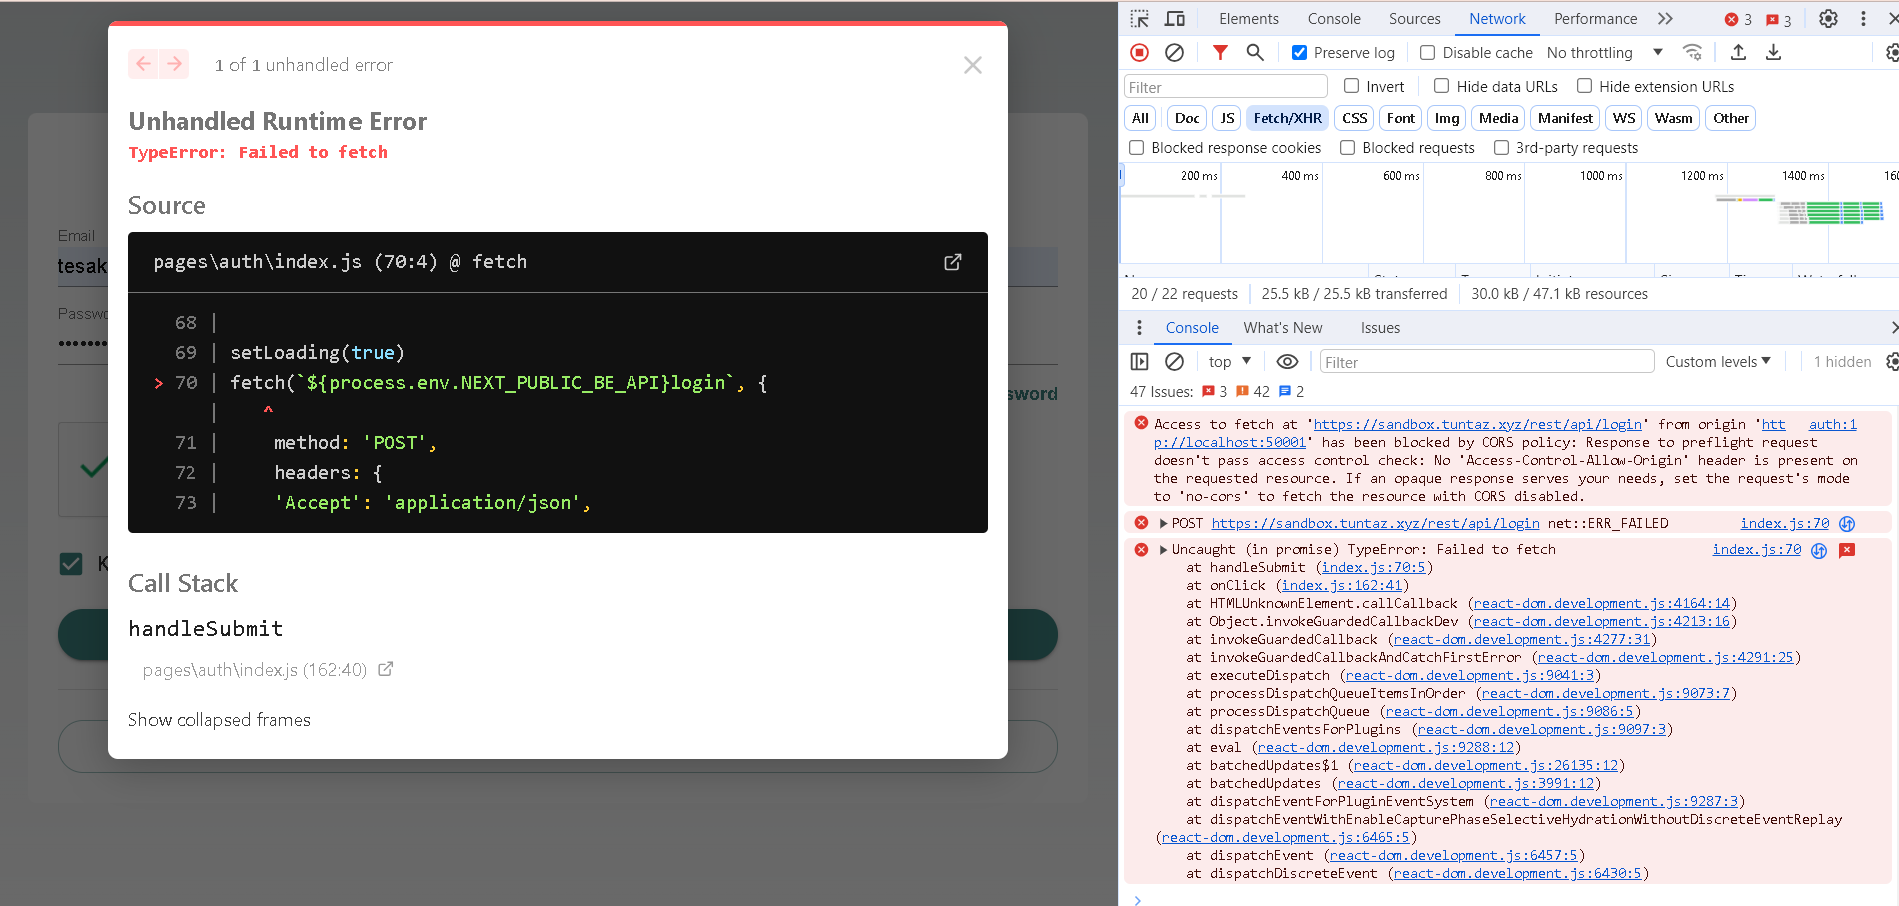 1 of 1 unhandled error
Unhandled Runtime Error
TypeError: Failed to fetch
Source
pages\auth\index.js (70:4) @ fetch
68 |
69 | setLoading(true)
> 70 | fetch(`${process.env.NEXT_PUBLIC_BE_API}login`, {
| ^
71 | method: 'POST',
72 | headers: {
73 | 'Accept': 'application/json',
Call Stack
handleSubmit
pages\auth\index.js (162:40)
Show collapsed frames
Email
tesak
Passwo
sword
K
Elements Console Sources Network Performance 3 3
Preserve log Disable cache No throttling
Filter Invert Hide data URLs Hide extension URLs
All Doc JS Fetch/XHR CSS Font Img Media Manifest WS Wasm Other
Blocked response cookies Blocked requests 3rd-party requests
200 ms 400 ms 600 ms 800 ms 1000 ms 1200 ms 1400 ms 160
20 / 22 requests 25.5 kB / 25.5 kB transferred 30.0 kB / 47.1 kB resources
Console What's New Issues
top Filter Custom levels 1 hidden
47 Issues: 3 42 2
Access to fetch at 'https://sandbox.tuntaz.xyz/rest/api/login' from origin 'htt auth:1
p://localhost:50001' has been blocked by CORS policy: Response to preflight request
doesn't pass access control check: No 'Access-Control-Allow-Origin' header is present on
the requested resource. If an opaque response serves your needs, set the request's mode
to 'no-cors' to fetch the resource with CORS disabled.
POST https://sandbox.tuntaz.xyz/rest/api/login net::ERR_FAILED index.js:70
Uncaught (in promise) TypeError: Failed to fetch index.js:70
at handleSubmit (index.js:70:5)
at onClick (index.js:162:41)
at HTMLUnknownElement.callCallback (react-dom.development.js:4164:14)
at Object.invokeGuardedCallbackDev (react-dom.development.js:4213:16)
at invokeGuardedCallback (react-dom.development.js:4277:31)
at invokeGuardedCallbackAndCatchFirstError (react-dom.development.js:4291:25)
at executeDispatch (react-dom.development.js:9041:3)
at processDispatchQueueItemsInOrder (react-dom.development.js:9073:7)
at processDispatchQueue (react-dom.development.js:9086:5)
at dispatchEventsForPlugins (react-dom.development.js:9097:3)
at eval (react-dom.development.js:9288:12)
at batchedUpdates$1 (react-dom.development.js:26135:12)
at batchedUpdates (react-dom.development.js:3991:12)
at dispatchEventForPluginEventSystem (react-dom.development.js:9287:3)
at dispatchEventWithEnableCapturePhaseSelectiveHydrationWithoutDiscreteEventReplay
(react-dom.development.js:6465:5)
at dispatchEvent (react-dom.development.js:6457:5)
at dispatchDiscreteEvent (react-dom.development.js:6430:5)